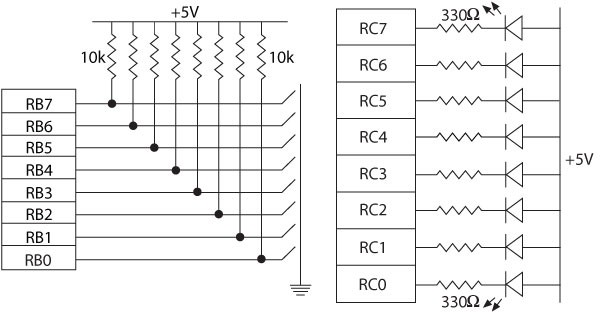 +5V
10k
10k
RB7
RB6
RB5
RB4
RB3
RB2
RB1
RB0
330Ω
RC7
RC6
RC5
RC4
RC3
RC2
RC1
RC0
330Ω
+5V